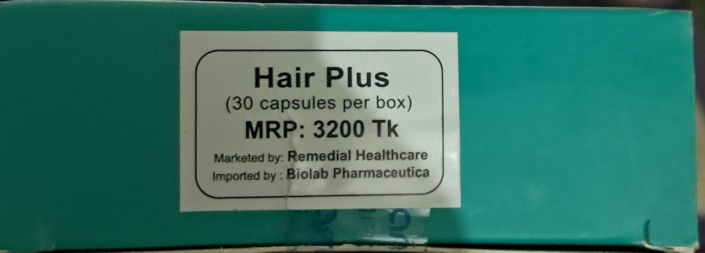 Hair Plus
(30 capsules per box)
MRP: 3200 Tk
Marketed by: Remedial Healthcare
Imported by : Biolab Pharmaceutica